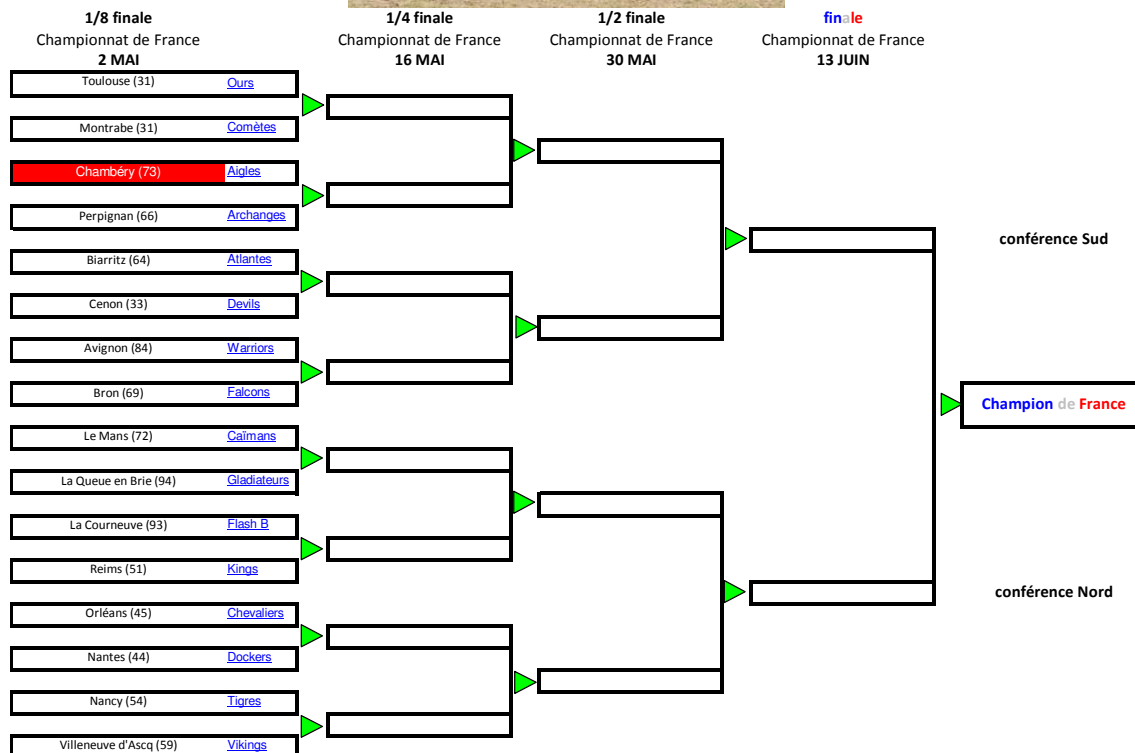 1/8 finale
Championnat de France
2 MAI
1/4 finale
Championnat de France
16 MAI
1/2 finale
Championnat de France
30 MAI
finale
Championnat de France
13 JUIN
Toulouse (31) Ours
Montrabe (31) Comètes
Chambéry (73) Aigles
Perpignan (66) Archanges
Biarritz (64) Atlantes
Cenon (33) Devils
Avignon (84) Warriors
Bron (69) Falcons
Le Mans (72) Caïmans
La Queue en Brie (94) Gladiateurs
La Courneuve (93) Flash B
Reims (51) Kings
Orléans (45) Chevaliers
Nantes (44) Dockers
Nancy (54) Tigres
Villeneuve d'Ascq (59) Vikings
conférence Sud
Champion de France
conférence Nord